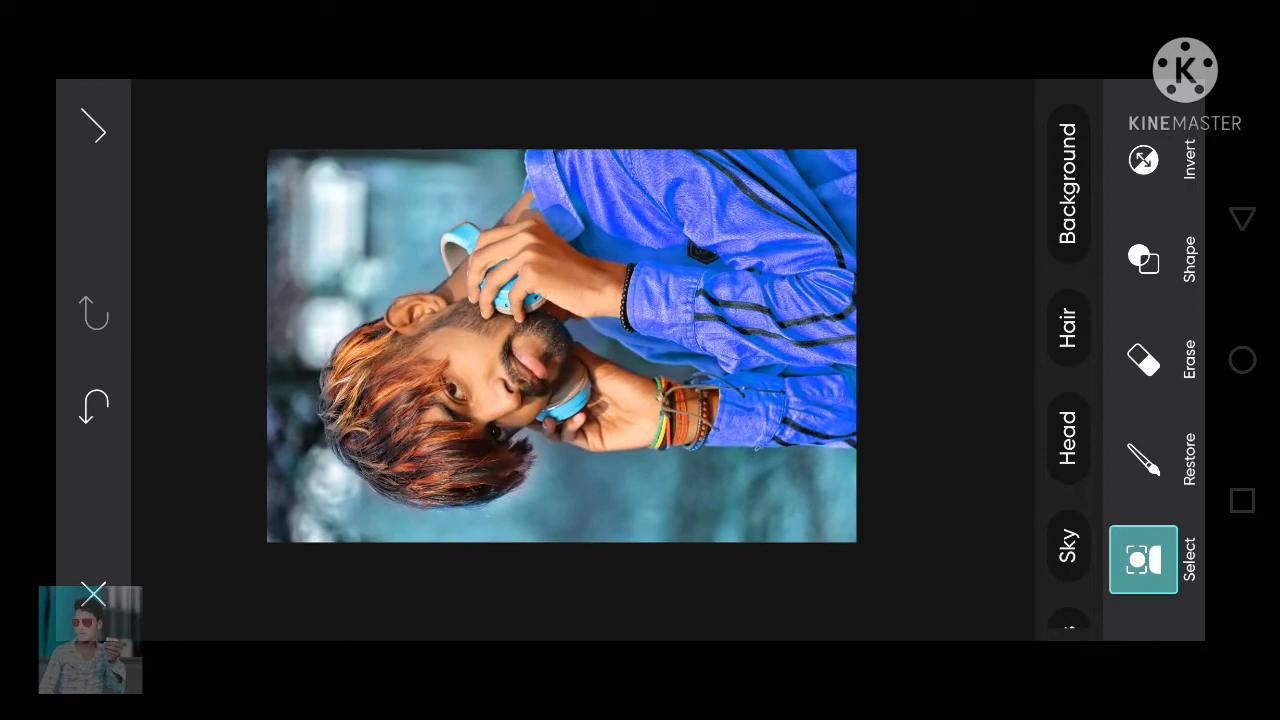 KINEMASTER
Background
Hair
Head
Sky
Invert
Shape
Erase
Restore
Select